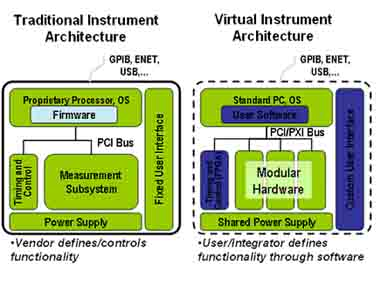 Traditional Instrument
Architecture
GPIB, ENET,
USB,...
Proprietary Processor, OS
Firmware
PCI Bus
Timing and
Control
Measurement
Subsystem
Fixed User Interface
Power Supply
•Vendor defines/controls
functionality
Virtual Instrument
Architecture
GPIB, ENET,
USB,...
Standard PC, OS
User Software
PCI/PXI Bus
Timing and
Control (FPGA)
Modular
Hardware
Custom User Interface
Shared Power Supply
•User/integrator defines
functionality through software